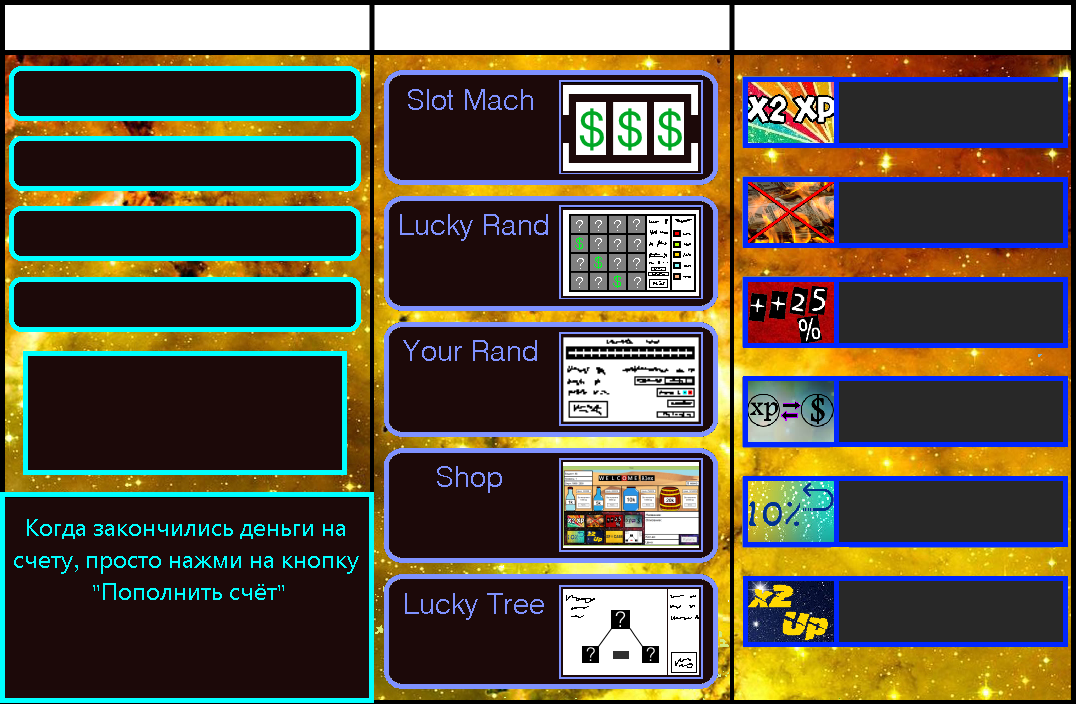 Slot Mach
$ $ $
Lucky Rand
? ? ? ?
$ ? ? ?
? $ ? ?
? ? $ ?
Your Rand
Shop
WELCOME
Lucky Tree
?
? ?
X2 XP
++25
%
xp $
10%
X2
UP
Когда закончились деньги на
счету, просто нажми на кнопку
"Пополнить счёт"